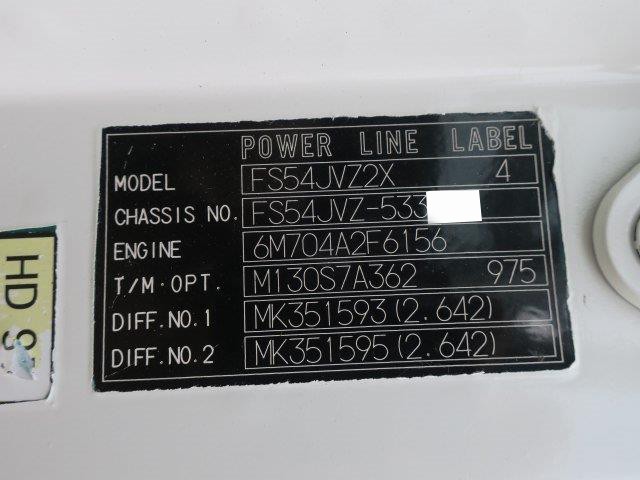 POWER LINE LABEL
MODEL FS54JVZ2X 4
CHASSIS NO. FS54JVZ-533
ENGINE 6M704A2F6156
T/M·OPT. M130S7A362 975
DIFF.NO.1 MK351593(2.642)
DIFF.NO.2 MK351595(2.642)
HD